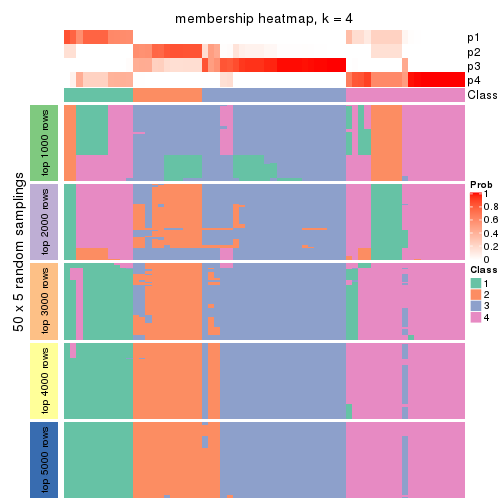 membership heatmap, k = 4
p1
p2
p3
p4
Class
50 x 5 random samplings
top 1000 rows
top 2000 rows
top 3000 rows
top 4000 rows
top 5000 rows
Prob
1
0.8
0.6
0.4
0.2
0
Class
1
2
3
4